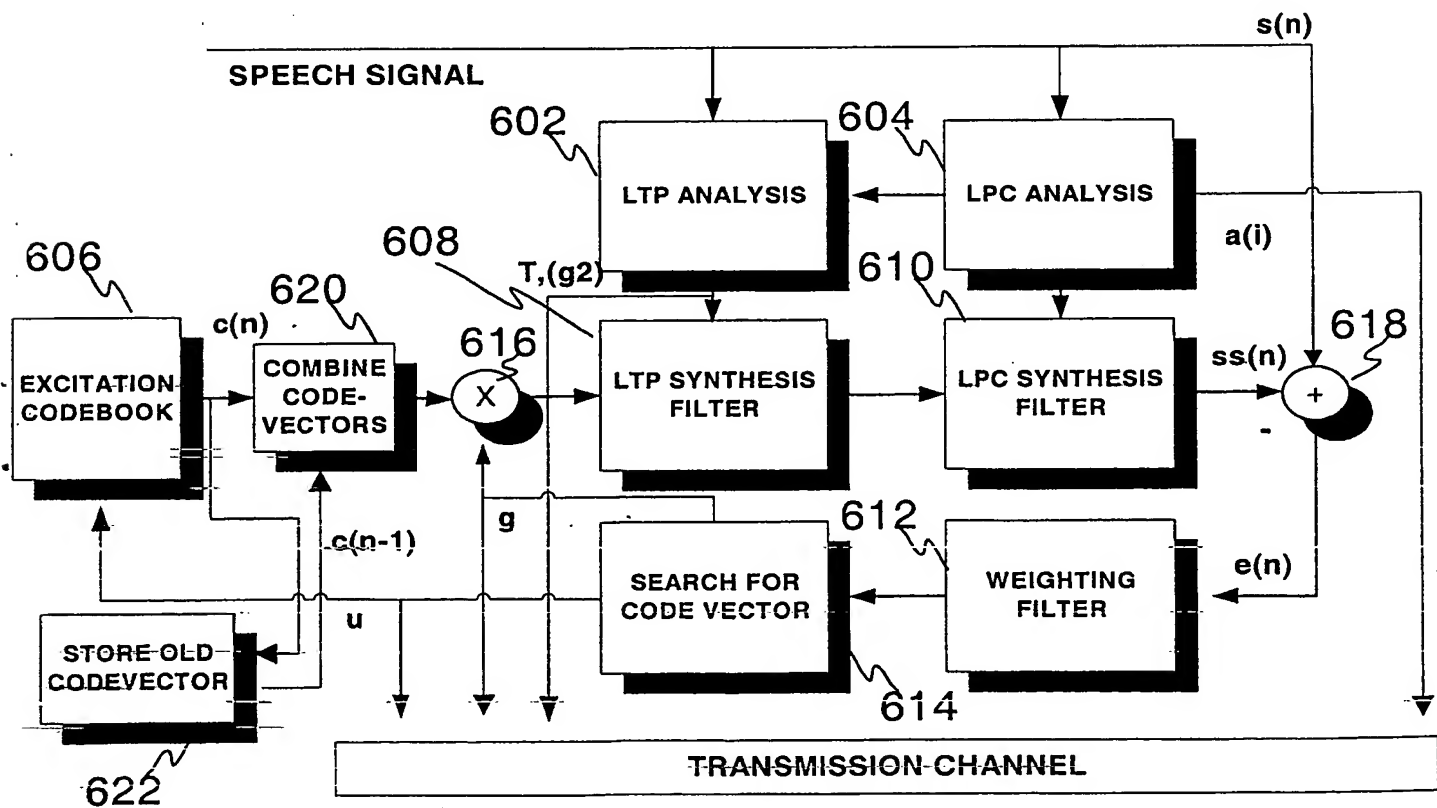 s(n)
SPEECH SIGNAL
602
604
LTP ANALYSIS
LPC ANALYSIS
a(i)
606
608
T,(g2)
610
620
c(n)
616
618
EXCITATION
CODEBOOK
COMBINE
CODE-
VECTORS
X
LTP SYNTHESIS
FILTER
LPC SYNTHESIS
FILTER
ss(n)
+
-
g
612
c(n-1)
SEARCH FOR
CODE VECTOR
WEIGHTING
FILTER
e(n)
u
STORE OLD
CODEVECTOR
614
622
TRANSMISSION CHANNEL